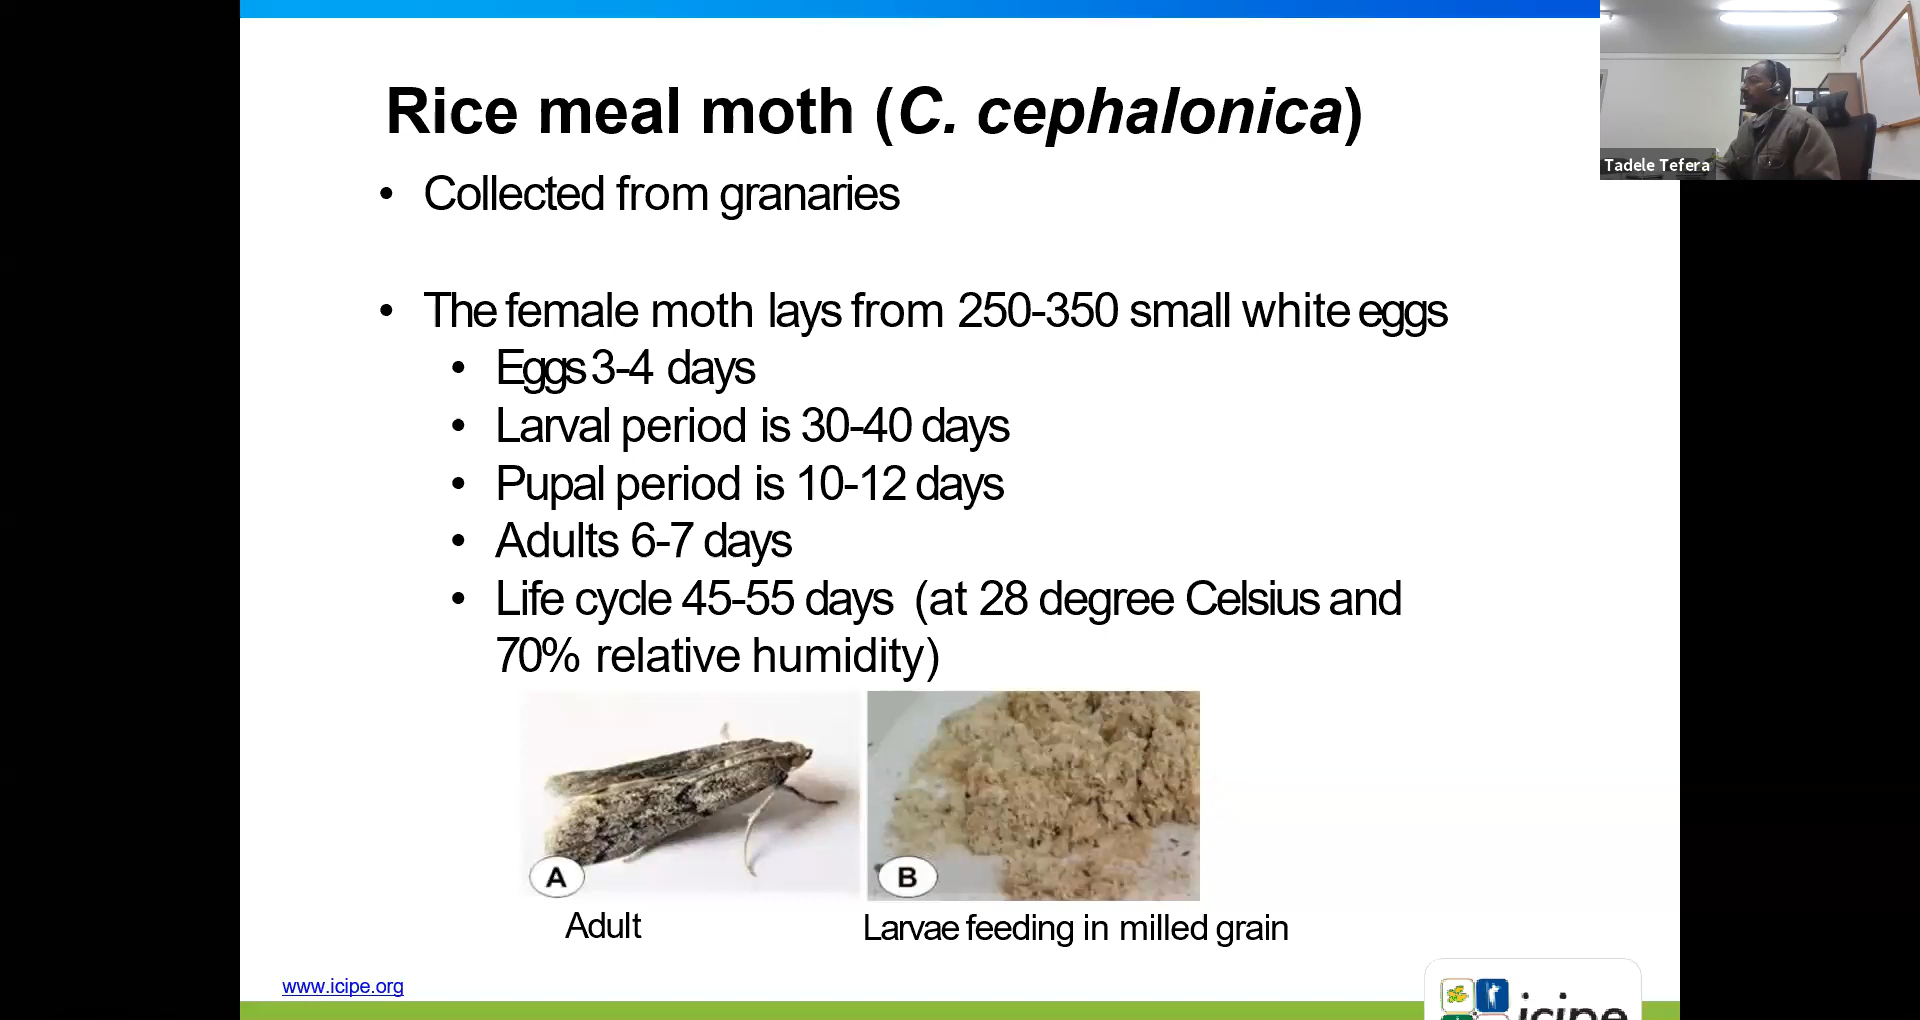 Rice meal moth (C. cephalonica)
Tadele Tefera
• Collected from granaries
• The female moth lays from 250-350 small white eggs
• Eggs 3-4 days
• Larval period is 30-40 days
• Pupal period is 10-12 days
• Adults 6-7 days
• Life cycle 45-55 days (at 28 degree Celsius and
70% relative humidity)
A
B
Adult
Larvae feeding in milled grain
www.icipe.org
icipe